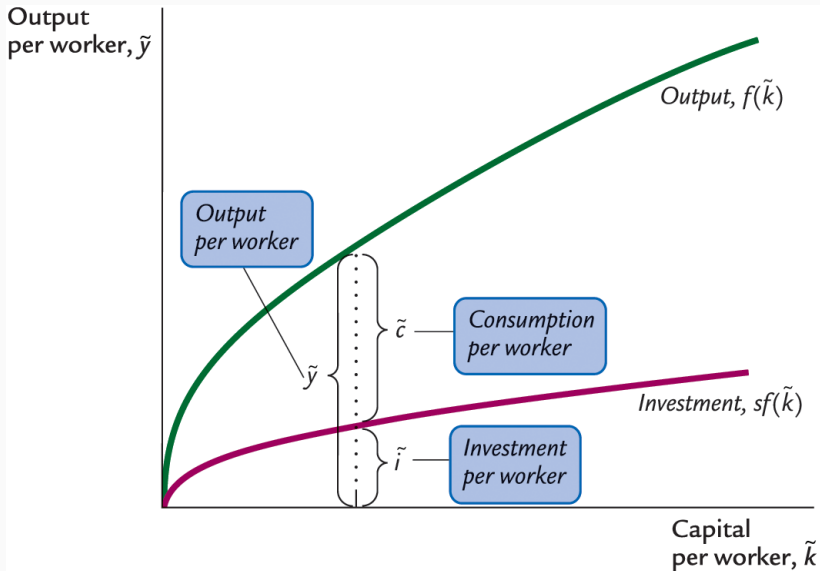 Output
per worker, ỹ
Output, f(k̃)
Output
per worker
c̃
Consumption
per worker
ỹ
Investment, sf(k̃)
ĩ
Investment
per worker
Capital
per worker, k̃